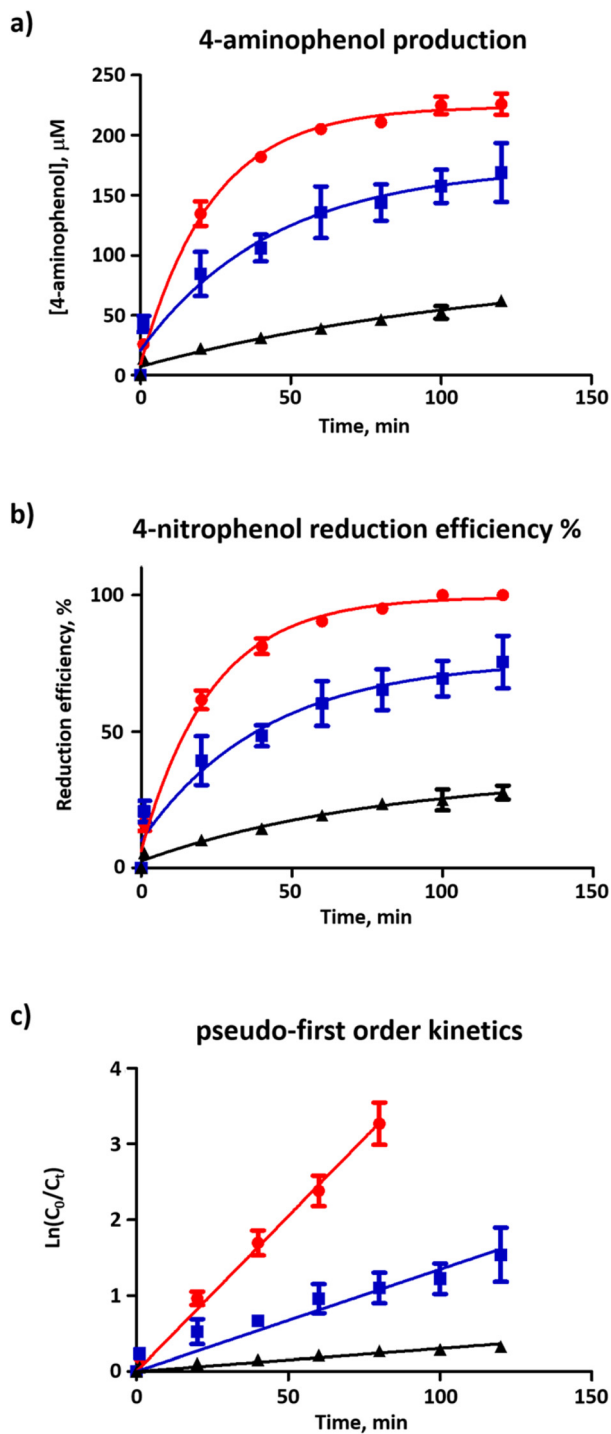 a)
4-aminophenol production
250
200
150
100
50
0
[4-aminophenol], µM
0
50
100
150
Time, min
b)
4-nitrophenol reduction efficiency %
100
50
0
Reduction efficiency, %
0
50
100
150
Time, min
c)
pseudo-first order kinetics
4
3
2
1
0
Ln(C₀/Cₜ)
0
50
100
150
Time, min